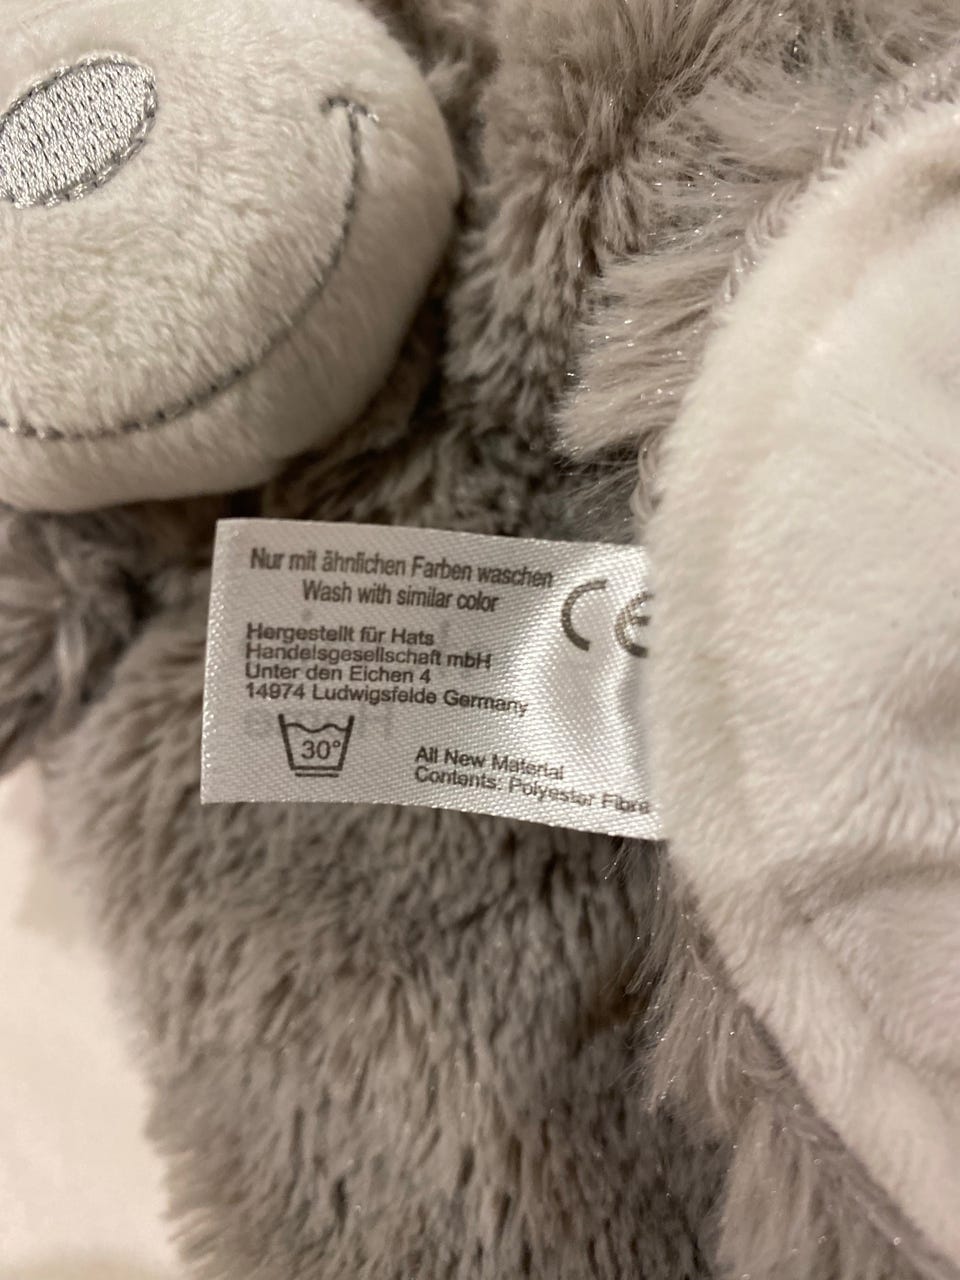 Nur mit ähnlichen Farben waschen
Wash with similar color
CE
Hergestellt für Hats
Handelsgesellschaft mbH
Unter den Eichen 4
14974 Ludwigsfelde Germany
30°
All New Material
Contents: Polyester Fibre